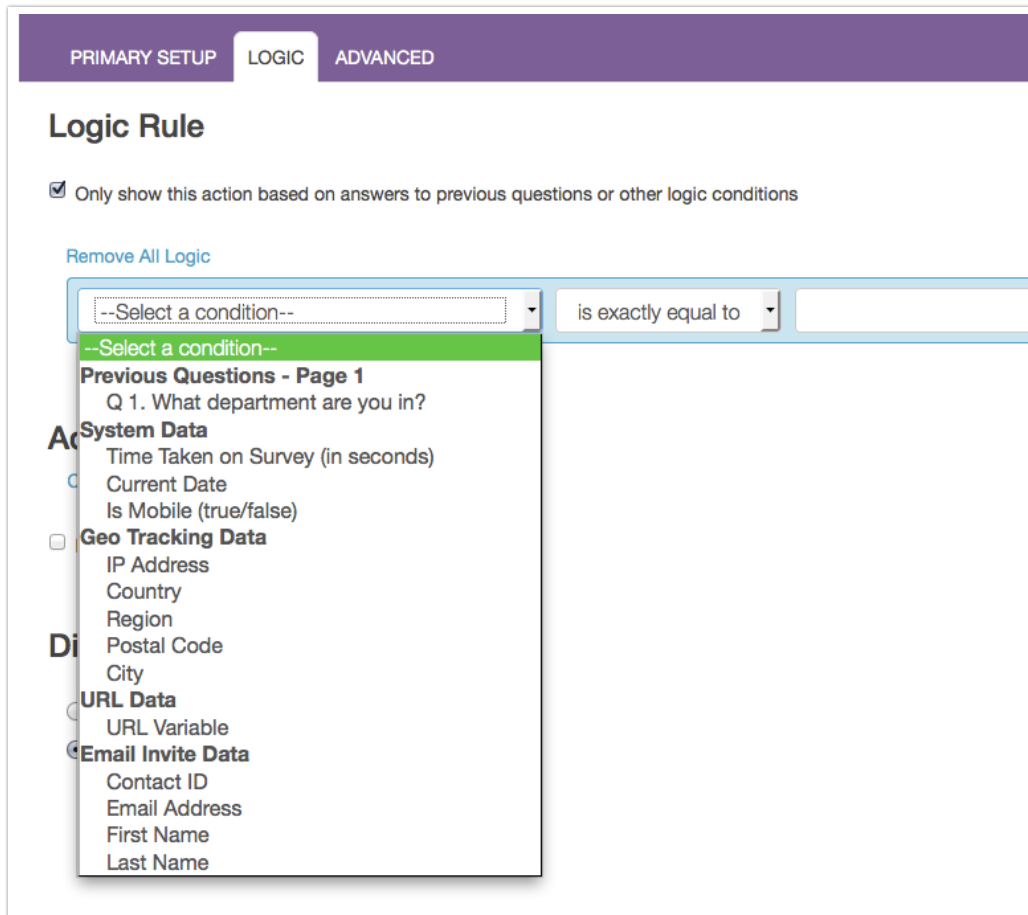 PRIMARY SETUP LOGIC ADVANCED
Logic Rule
Only show this action based on answers to previous questions or other logic conditions
Remove All Logic
--Select a condition-- is exactly equal to
--Select a condition--
Previous Questions - Page 1
Q 1. What department are you in?
System Data
Time Taken on Survey (in seconds)
Current Date
Is Mobile (true/false)
Geo Tracking Data
IP Address
Country
Region
Postal Code
City
URL Data
URL Variable
Email Invite Data
Contact ID
Email Address
First Name
Last Name